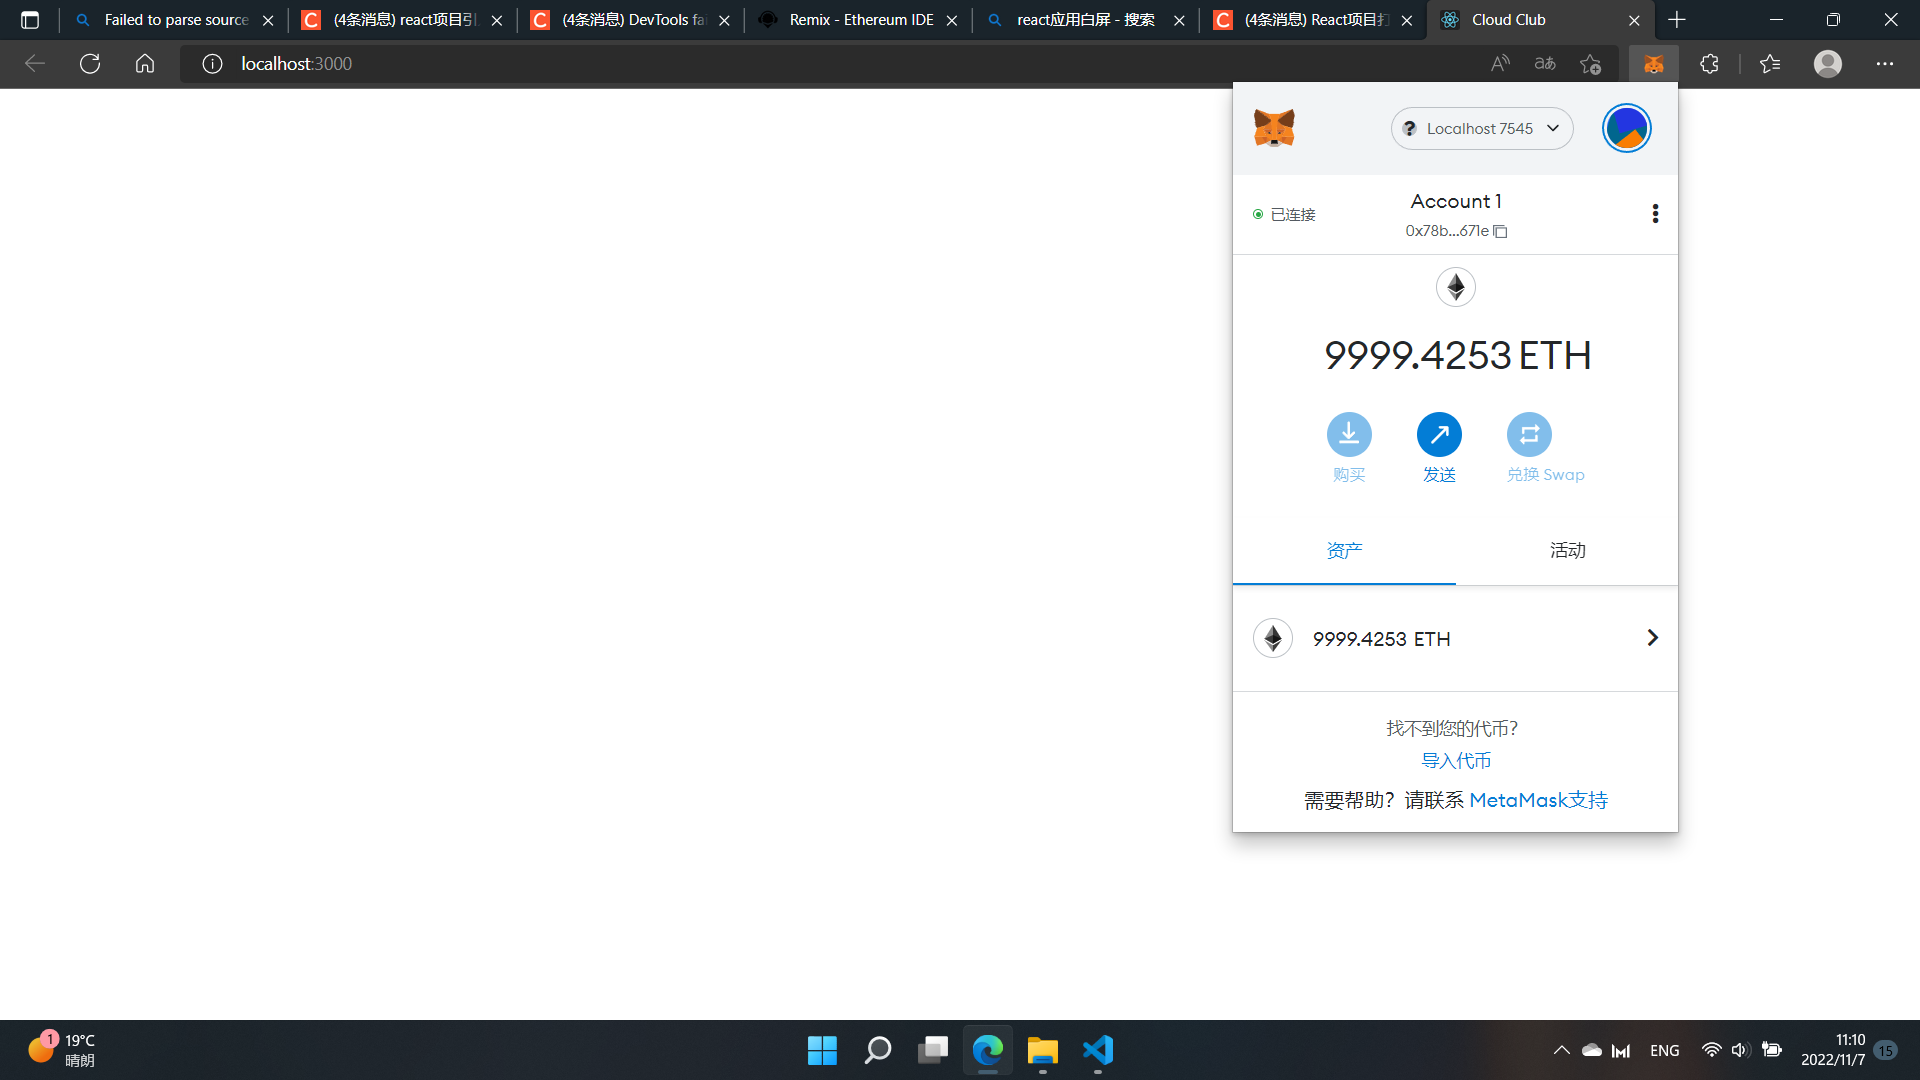 Failed to parse source
(4条消息) react项目引
(4条消息) DevTools fai
Remix - Ethereum IDE
react应用白屏 - 搜索
(4条消息) React项目打
Cloud Club
localhost:3000
Localhost 7545
已连接
Account 1
0x78b...671e
9999.4253 ETH
购买
发送
兑换 Swap
资产
活动
9999.4253 ETH
找不到您的代币？
导入代币
需要帮助？请联系 MetaMask支持
1
19°C
晴朗
ENG
11:10
2022/11/7
15